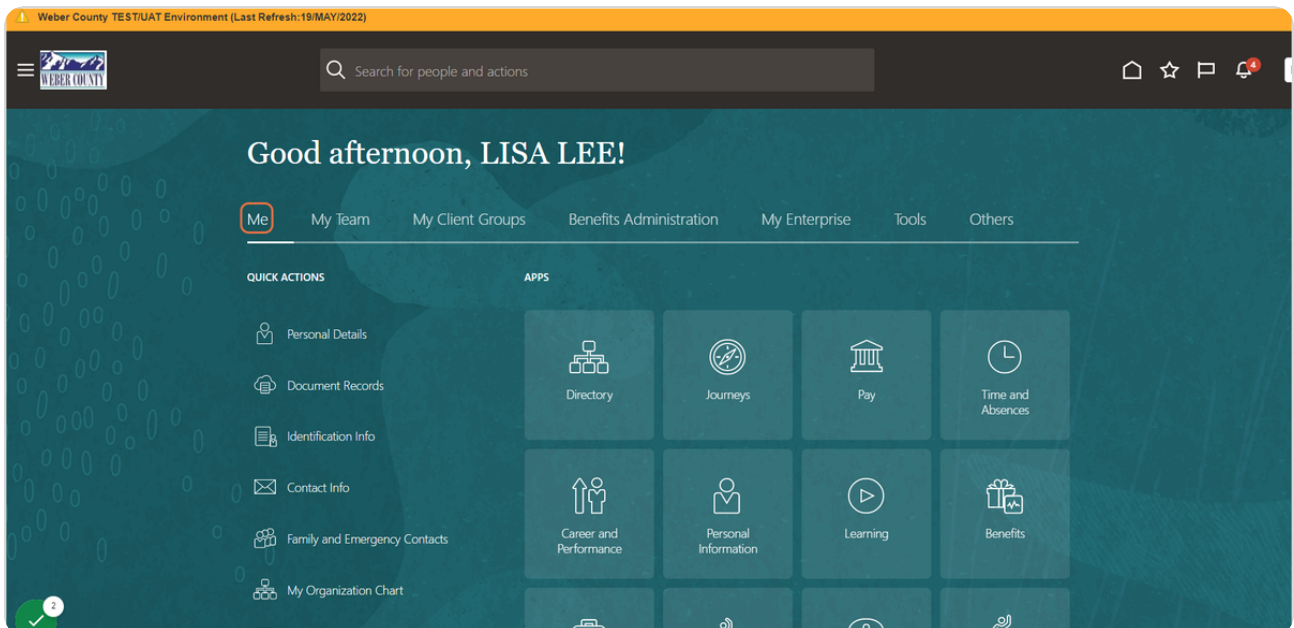 Weber County TEST/UAT Environment (Last Refresh:19/MAY/2022)
WEBER COUNTY
Search for people and actions
4
Good afternoon, LISA LEE!
Me My Team My Client Groups Benefits Administration My Enterprise Tools Others
QUICK ACTIONS
Personal Details
Document Records
Identification Info
Contact Info
Family and Emergency Contacts
My Organization Chart
APPS
Directory
Journeys
Pay
Time and
Absences
Career and
Performance
Personal
Information
Learning
Benefits
2